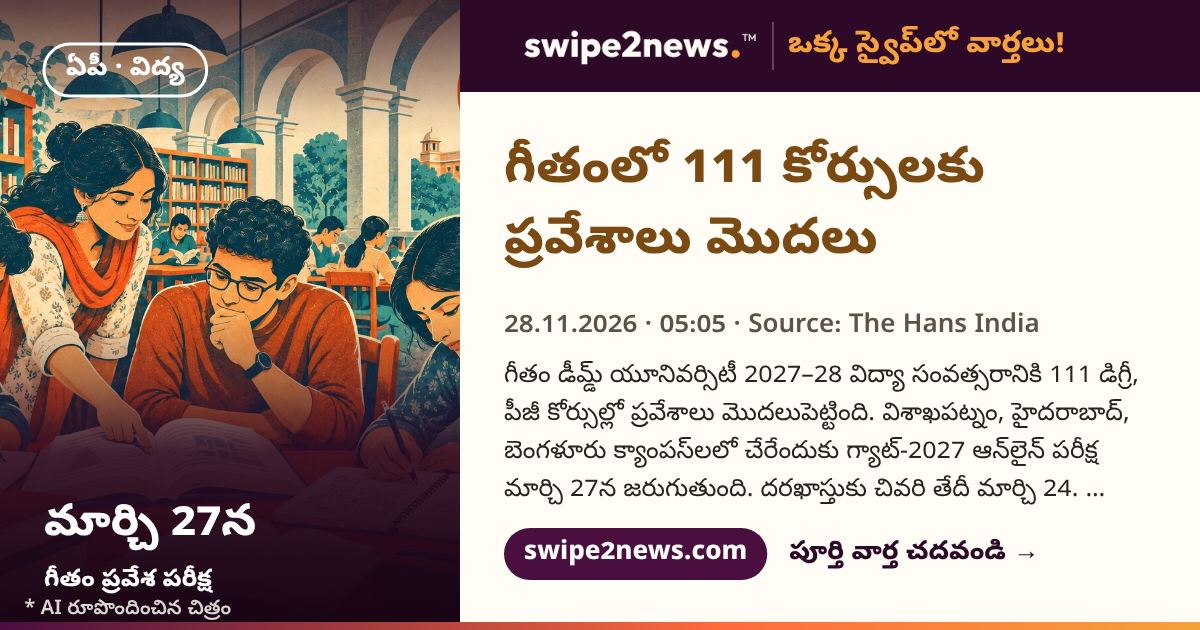 ఏపీ · విద్య
మార్చి 27న
గీతం ప్రవేశ పరీక్ష
* AI రూపొందించిన చిత్రం
swipe2news.™ ఒక్క స్వైప్‌లో వార్తలు!
గీతంలో 111 కోర్సులకు
ప్రవేశాలు మొదలు
28.11.2026 · 05:05 · Source: The Hans India
గీతం డీమ్డ్ యూనివర్సిటీ 2027–28 విద్యా సంవత్సరానికి 111 డిగ్రీ,
పీజీ కోర్సుల్లో ప్రవేశాలు మొదలుపెట్టింది. విశాఖపట్నం, హైదరాబాద్,
బెంగళూరు క్యాంపస్‌లలో చేరేందుకు గ్యాట్-2027 ఆన్‌లైన్ పరీక్ష
మార్చి 27న జరుగుతుంది. దరఖాస్తుకు చివరి తేదీ మార్చి 24. ...
swipe2news.com పూర్తి వార్త చదవండి →